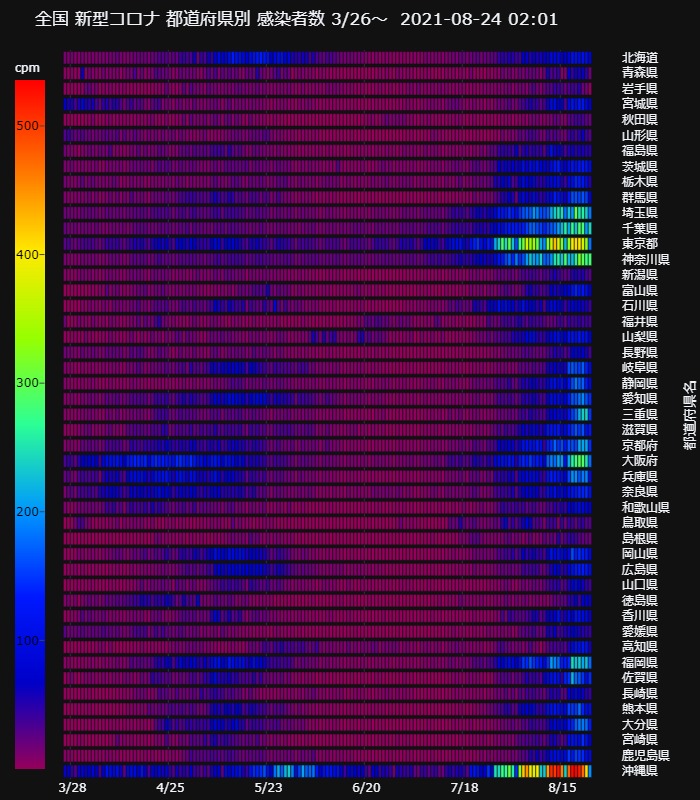 全国 新型コロナ 都道府県別 感染者数 3/26～ 2021-08-24 02:01
cpm
500
400
300
200
100
北海道
青森県
岩手県
宮城県
秋田県
山形県
福島県
茨城県
栃木県
群馬県
埼玉県
千葉県
東京都
神奈川県
新潟県
富山県
石川県
福井県
山梨県
長野県
岐阜県
静岡県
愛知県
三重県
滋賀県
京都府
大阪府
兵庫県
奈良県
和歌山県
鳥取県
島根県
岡山県
広島県
山口県
徳島県
香川県
愛媛県
高知県
福岡県
佐賀県
長崎県
熊本県
大分県
宮崎県
鹿児島県
沖縄県
都道府県名
3/28 4/25 5/23 6/20 7/18 8/15